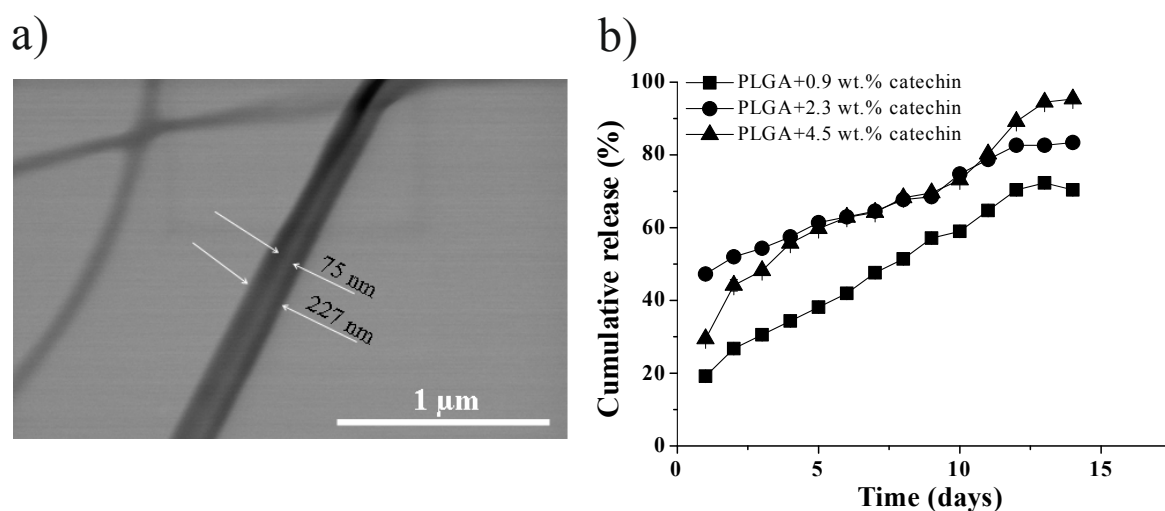 a)
75 nm
227 nm
1 µm
b)
PLGA+0.9 wt.% catechin
PLGA+2.3 wt.% catechin
PLGA+4.5 wt.% catechin
100
80
60
40
20
0
Cumulative release (%)
0 5 10 15
Time (days)